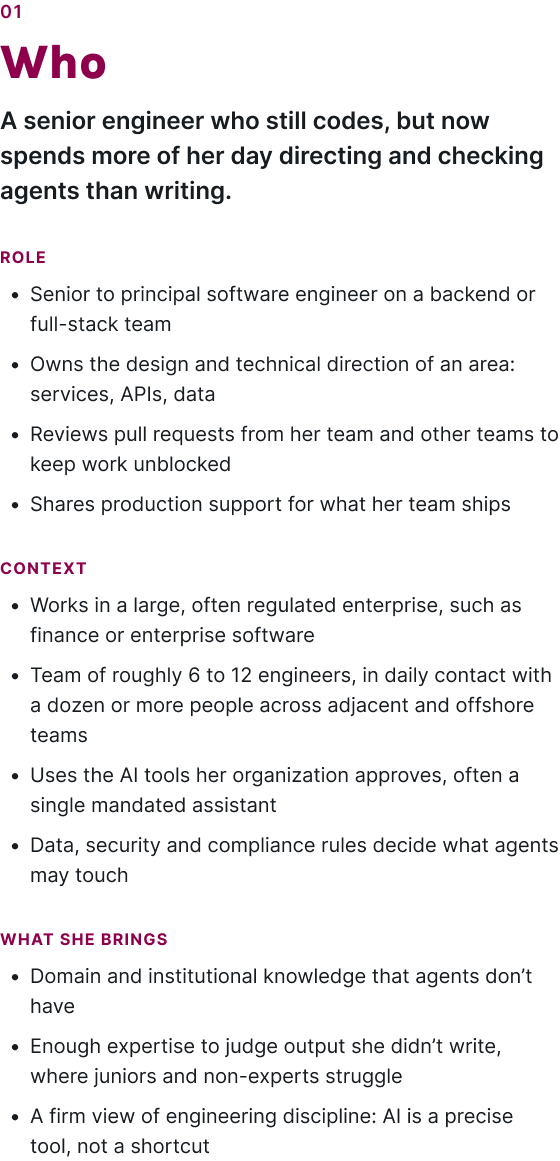 01
Who
A senior engineer who still codes, but now
spends more of her day directing and checking
agents than writing.
ROLE
• Senior to principal software engineer on a backend or
full-stack team
• Owns the design and technical direction of an area:
services, APIs, data
• Reviews pull requests from her team and other teams to
keep work unblocked
• Shares production support for what her team ships
CONTEXT
• Works in a large, often regulated enterprise, such as
finance or enterprise software
• Team of roughly 6 to 12 engineers, in daily contact with
a dozen or more people across adjacent and offshore
teams
• Uses the AI tools her organization approves, often a
single mandated assistant
• Data, security and compliance rules decide what agents
may touch
WHAT SHE BRINGS
• Domain and institutional knowledge that agents don’t
have
• Enough expertise to judge output she didn’t write,
where juniors and non-experts struggle
• A firm view of engineering discipline: AI is a precise
tool, not a shortcut